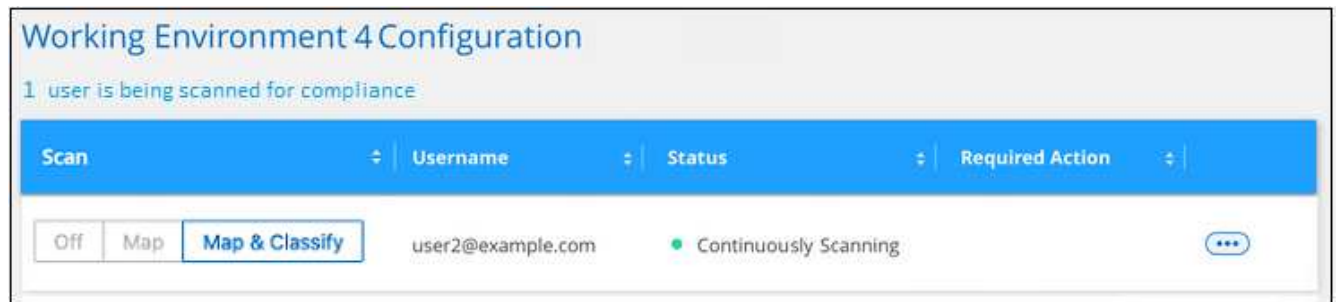 Working Environment 4 Configuration
1 user is being scanned for compliance
Scan Username Status Required Action
Off Map Map & Classify user2@example.com Continuously Scanning